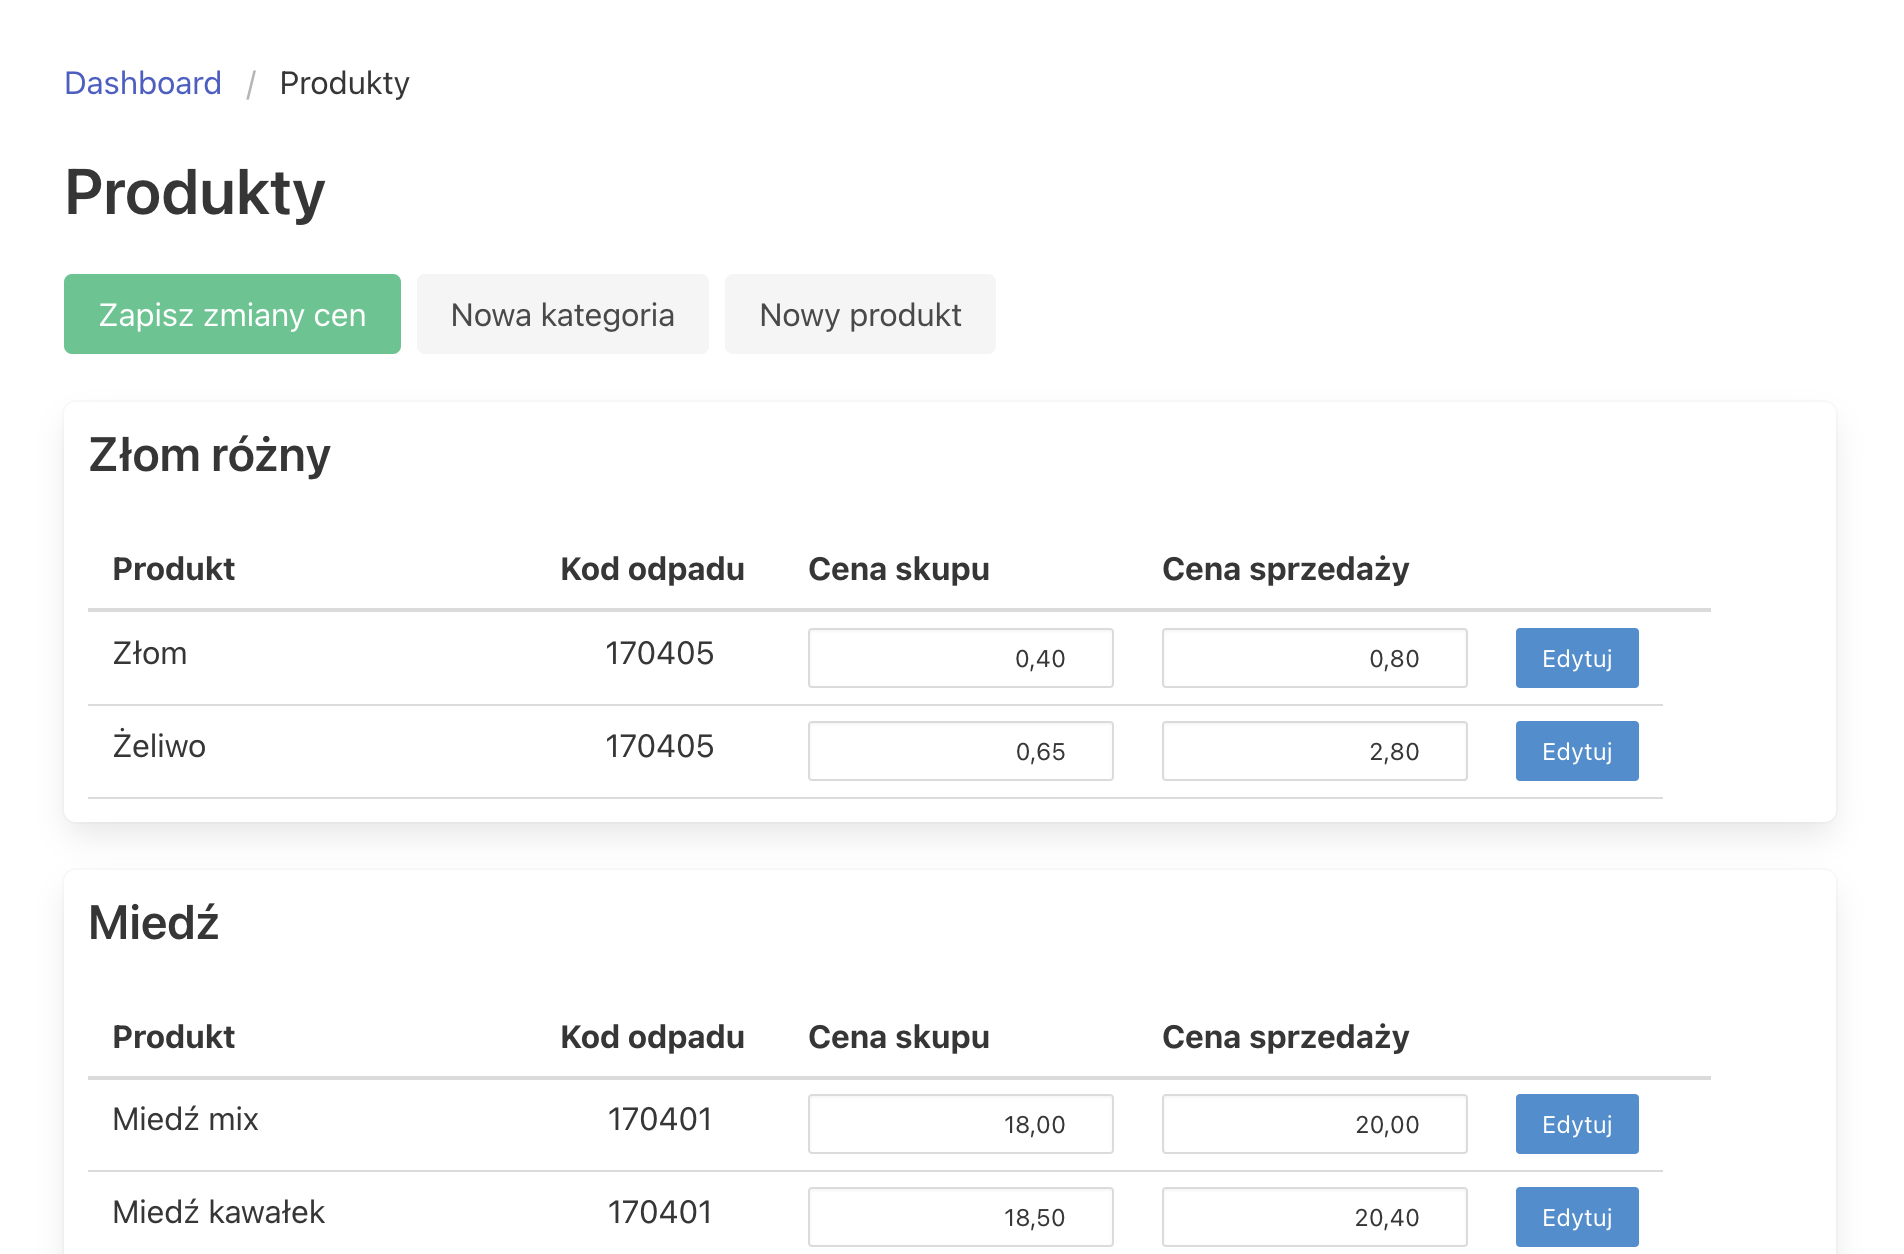 Dashboard / Produkty
Produkty
Zapisz zmiany cen Nowa kategoria Nowy produkt
Złom różny
Produkt Kod odpadu Cena skupu Cena sprzedaży
Złom 170405 0,40 0,80 Edytuj
Żeliwo 170405 0,65 2,80 Edytuj
Miedź
Produkt Kod odpadu Cena skupu Cena sprzedaży
Miedź mix 170401 18,00 20,00 Edytuj
Miedź kawałek 170401 18,50 20,40 Edytuj